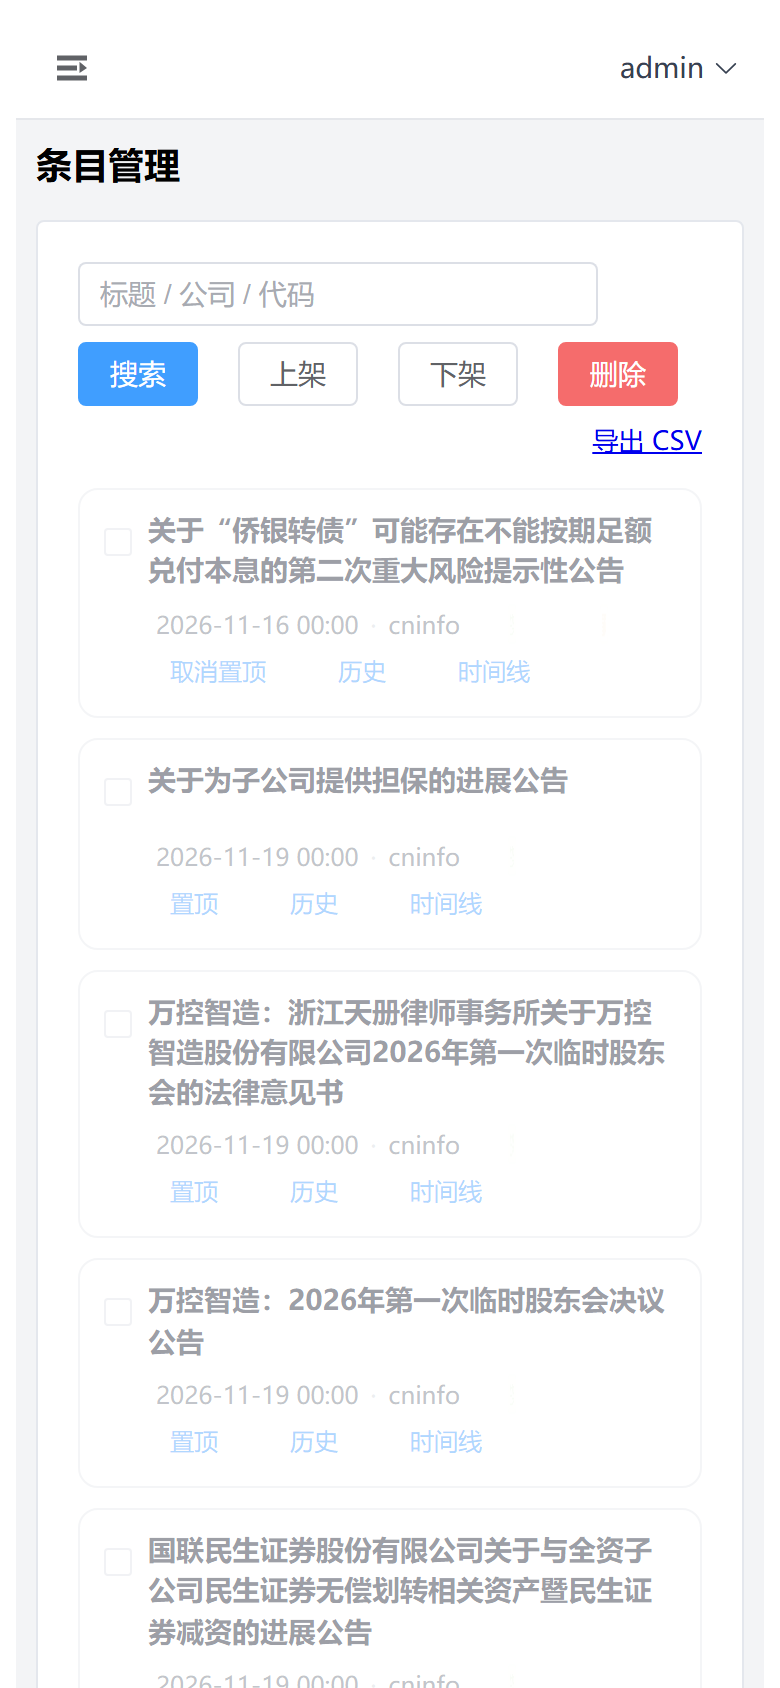 admin
条目管理
标题 / 公司 / 代码
搜索 上架 下架 删除
导出 CSV
关于“侨银转债”可能存在不能按期足额
兑付本息的第二次重大风险提示性公告
2026-11-16 00:00 · cninfo
取消置顶 历史 时间线
关于为子公司提供担保的进展公告
2026-11-19 00:00 · cninfo
置顶 历史 时间线
万控智造：浙江天册律师事务所关于万控
智造股份有限公司2026年第一次临时股东
会的法律意见书
2026-11-19 00:00 · cninfo
置顶 历史 时间线
万控智造：2026年第一次临时股东会决议
公告
2026-11-19 00:00 · cninfo
置顶 历史 时间线
国联民生证券股份有限公司关于与全资子
公司民生证券无偿划转相关资产暨民生证
券减资的进展公告
2026-11-19 00:00 · cninfo